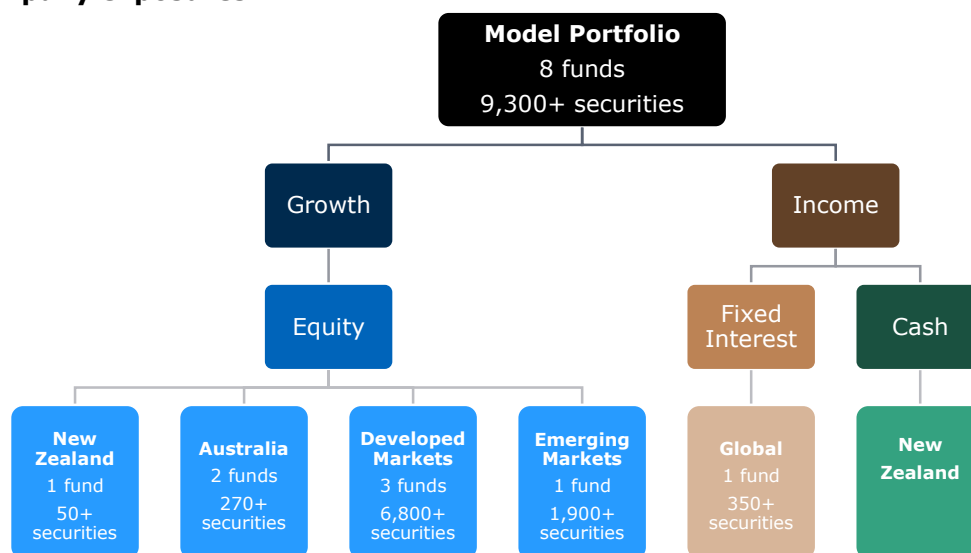 Model Portfolio
8 funds
9,300+ securities
Growth
Income
Equity
Fixed
Interest
Cash
New
Zealand
1 fund
50+
securities
Australia
2 funds
270+
securities
Developed
Markets
3 funds
6,800+
securities
Emerging
Markets
1 fund
1,900+
securities
Global
1 fund
350+
securities
New
Zealand